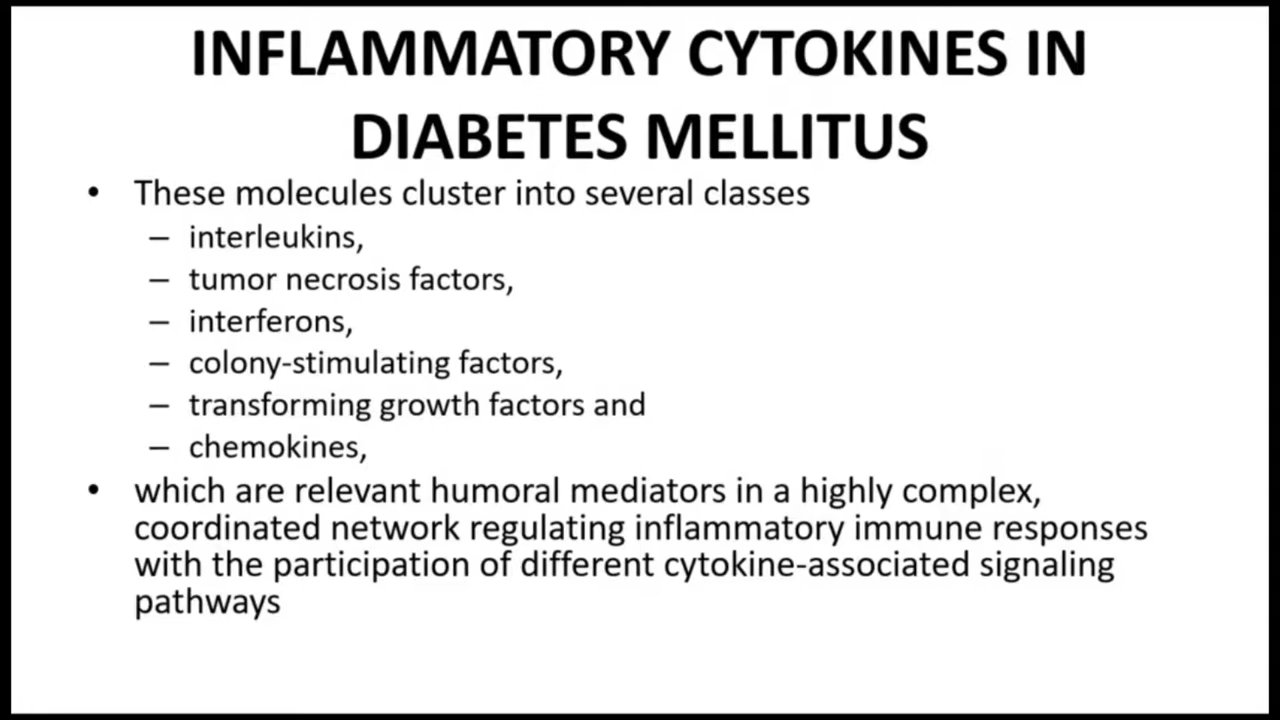 INFLAMMATORY CYTOKINES IN
DIABETES MELLITUS
• These molecules cluster into several classes
– interleukins,
– tumor necrosis factors,
– interferons,
– colony-stimulating factors,
– transforming growth factors and
– chemokines,
• which are relevant humoral mediators in a highly complex,
coordinated network regulating inflammatory immune responses
with the participation of different cytokine-associated signaling
pathways